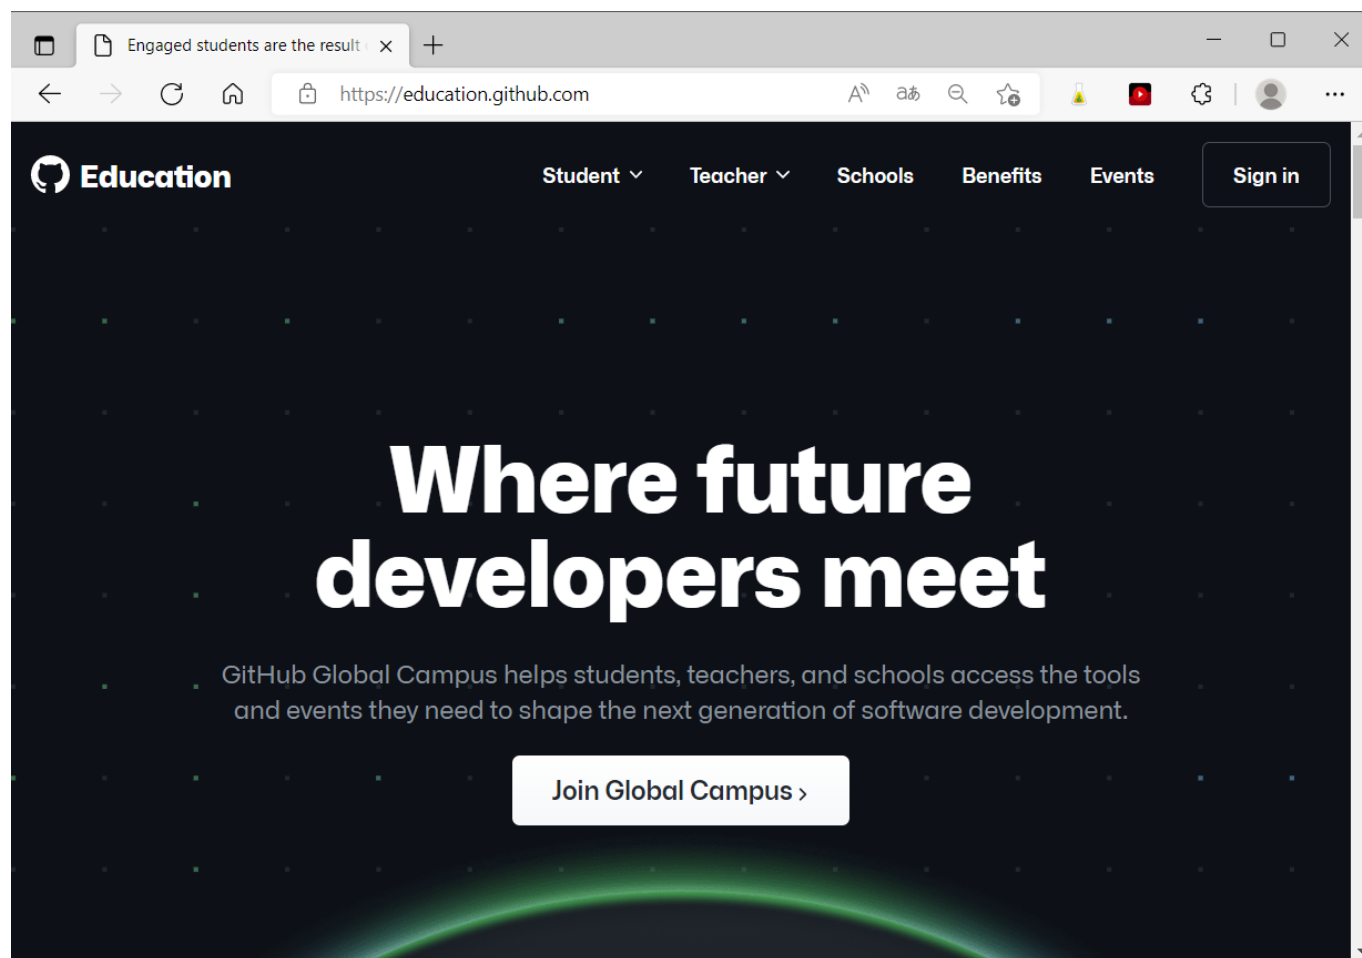 Engaged students are the result
https://education.github.com
A
aあ
Education
Student
Teacher
Schools
Benefits
Events
Sign in
Where future
developers meet
GitHub Global Campus helps students, teachers, and schools access the tools
and events they need to shape the next generation of software development.
Join Global Campus ›